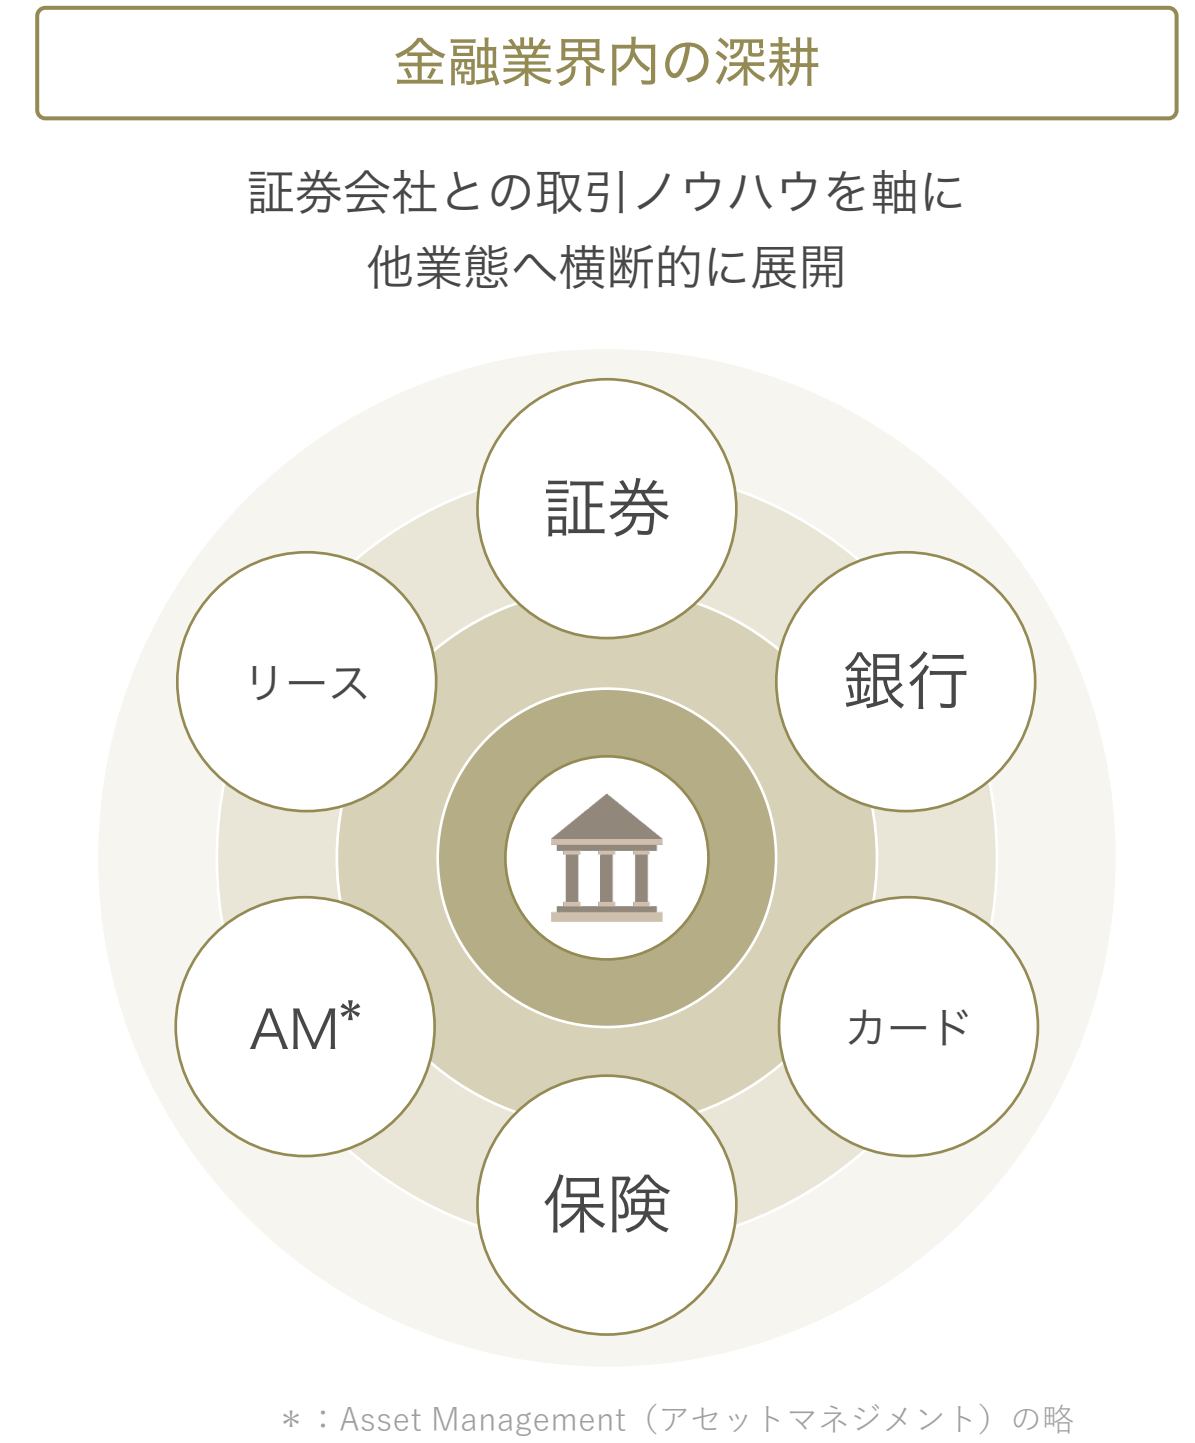 金融業界内の深耕
証券会社との取引ノウハウを軸に
他業態へ横断的に展開
証券
銀行
カード
保険
AM*
リース
＊：Asset Management（アセットマネジメント）の略